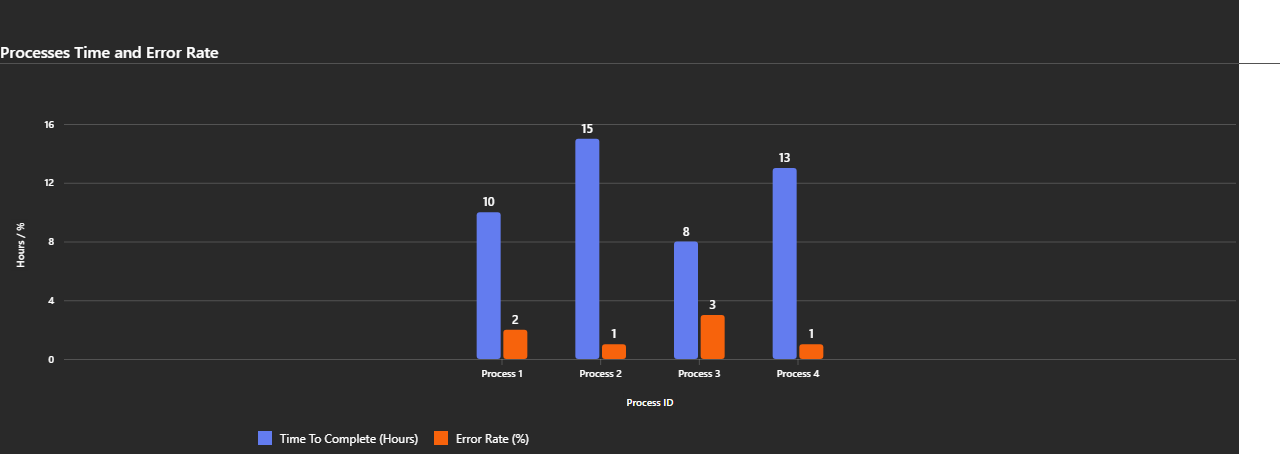 Processes Time and Error Rate
16
12
8
4
0
Hours / %
10
2
15
1
8
3
13
1
Process 1
Process 2
Process 3
Process 4
Process ID
Time To Complete (Hours)
Error Rate (%)